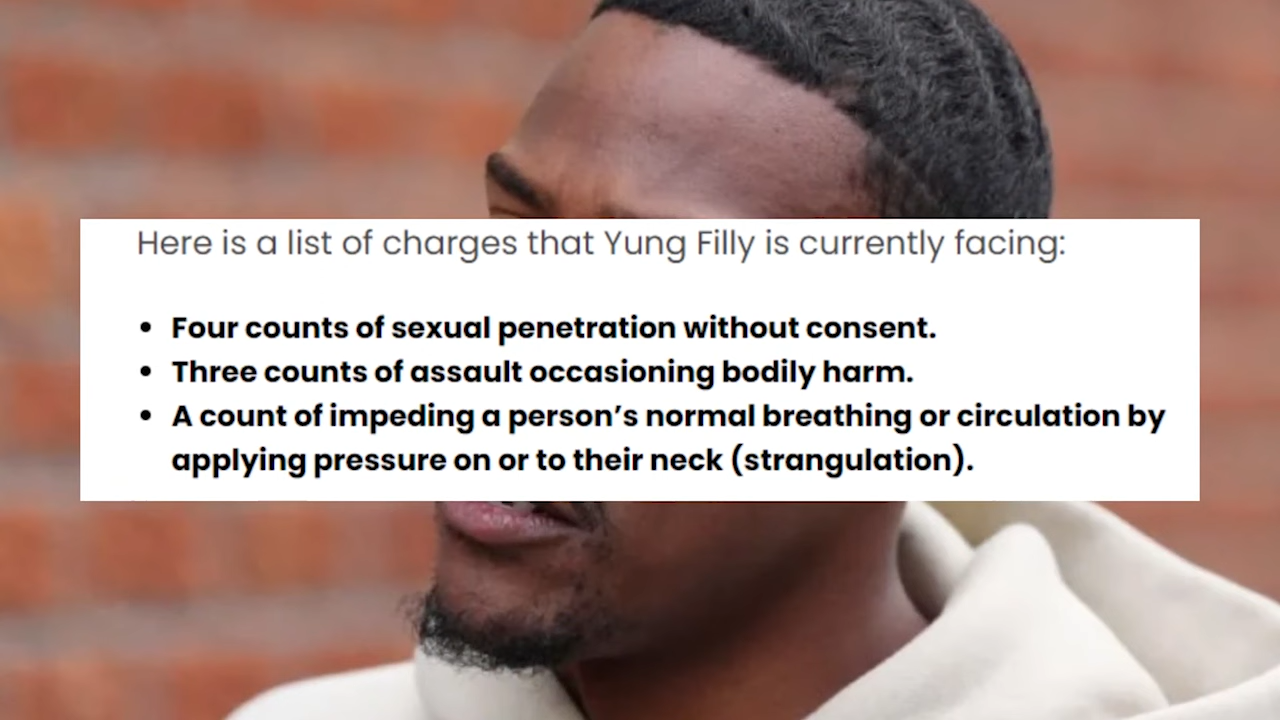 Here is a list of charges that Yung Filly is currently facing:
• Four counts of sexual penetration without consent.
• Three counts of assault occasioning bodily harm.
• A count of impeding a person’s normal breathing or circulation by
applying pressure on or to their neck (strangulation).